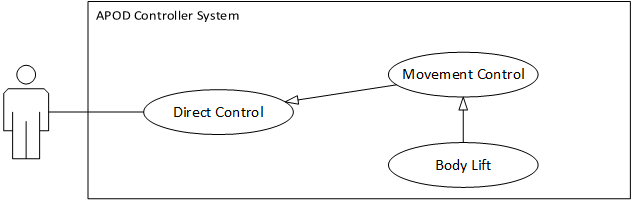 APOD Controller System
Movement Control
Direct Control
Body Lift